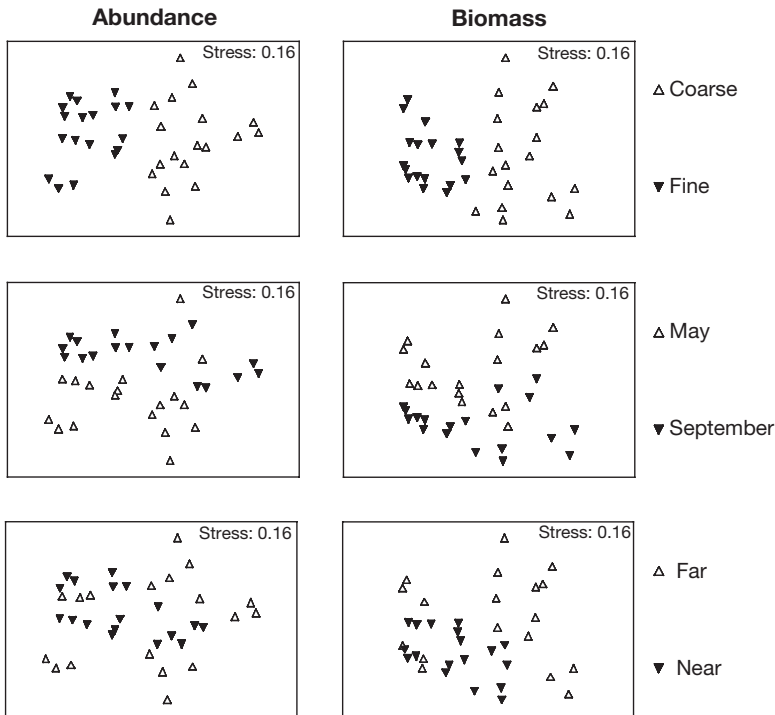 Abundance
Biomass
Stress: 0.16
Stress: 0.16
Coarse
Fine
Stress: 0.16
Stress: 0.16
May
September
Stress: 0.16
Stress: 0.16
Far
Near